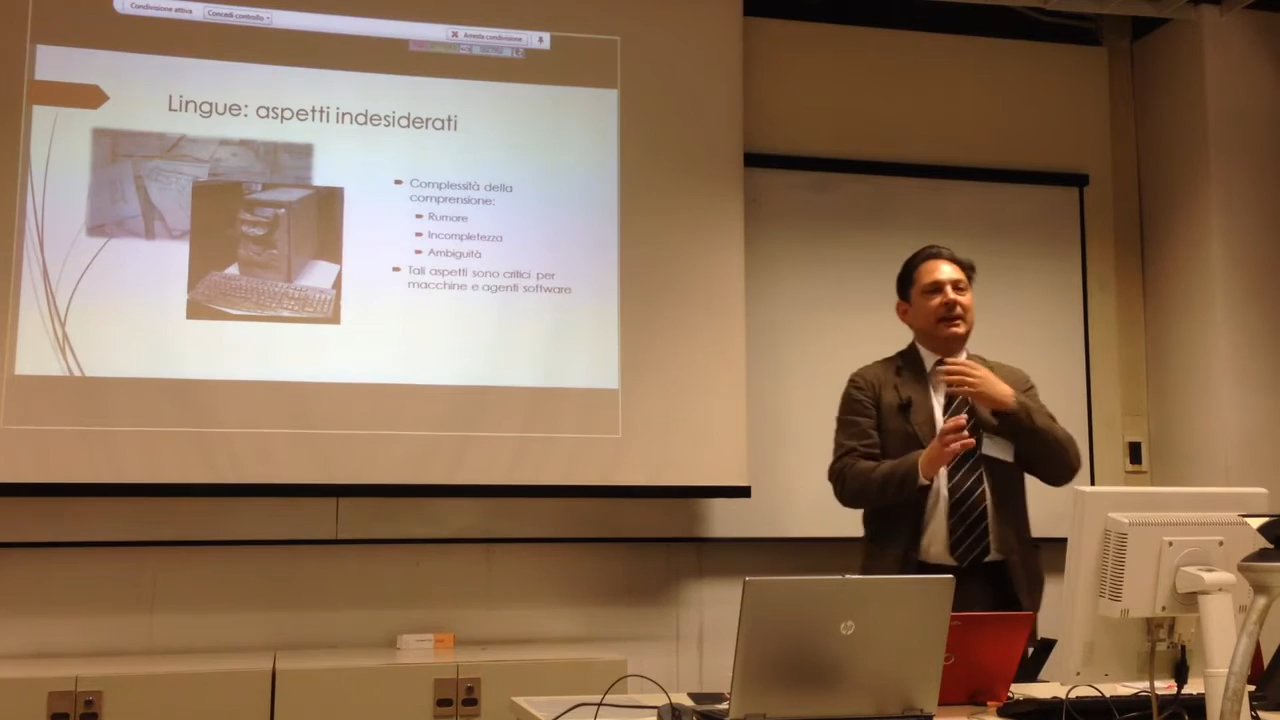 Condivisione attiva
Concedi controllo
Arresta condivisione
Lingue: aspetti indesiderati
Complessità della
comprensione:
Rumore
Incompletezza
Ambiguità
Tali aspetti sono critici per
macchine e agenti software
hp